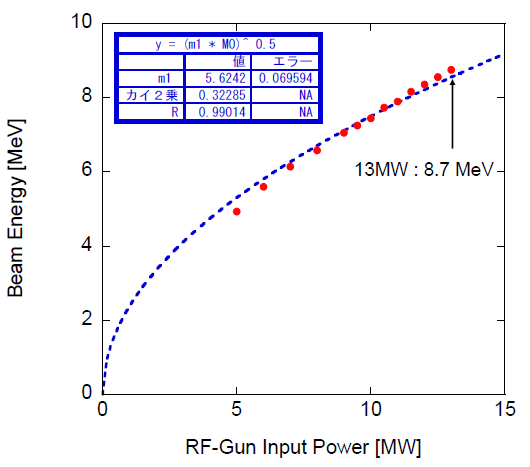 10
8
6
4
2
0
Beam Energy [MeV]
y = (m1 * M0)^ 0.5
値 エラー
m1 5.6242 0.069594
カイ２乗 0.32285 NA
R 0.99014 NA
13MW : 8.7 MeV
0 5 10 15
RF-Gun Input Power [MW]